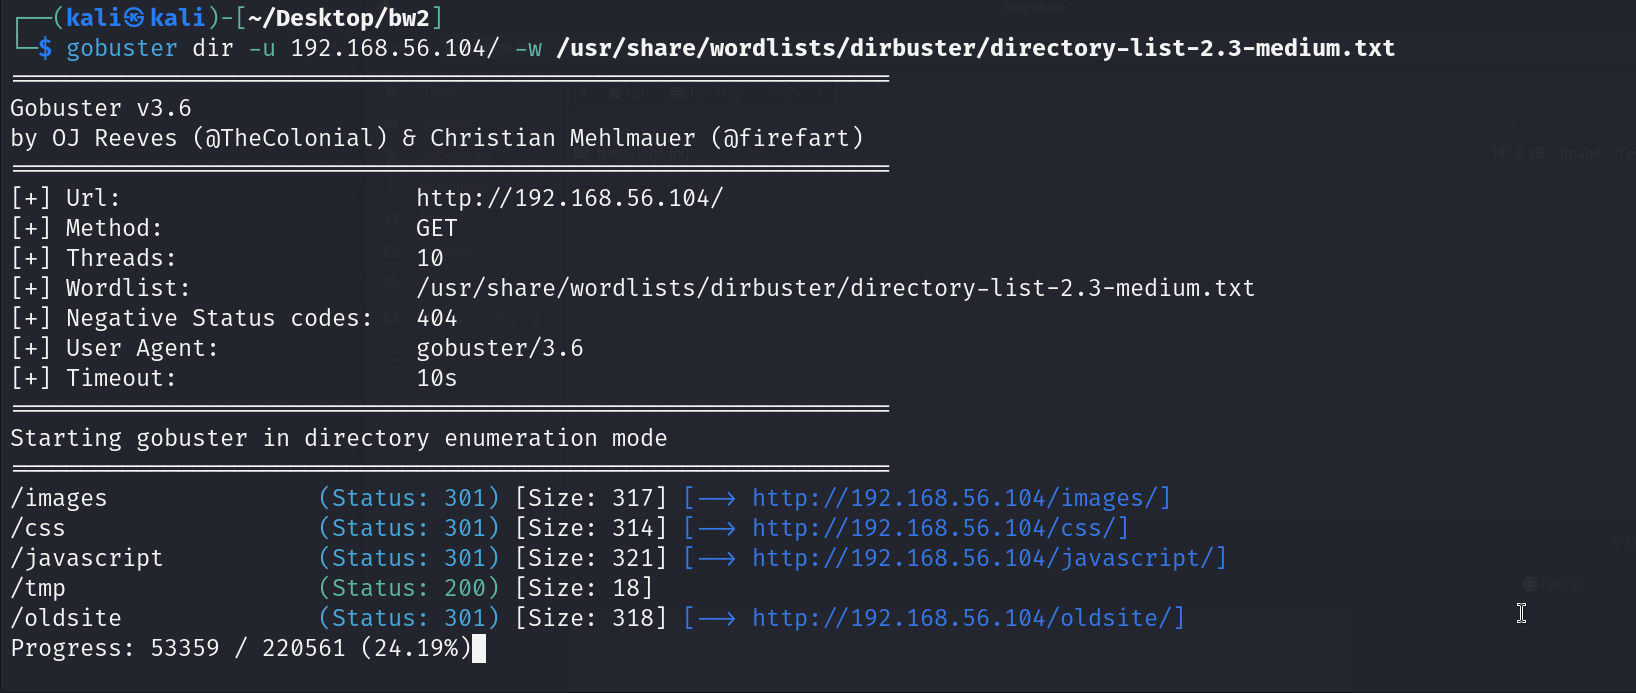 ┌──(kali㉿kali)-[~/Desktop/bw2]
└─$ gobuster dir -u 192.168.56.104/ -w /usr/share/wordlists/dirbuster/directory-list-2.3-medium.txt
===============================================================
Gobuster v3.6
by OJ Reeves (@TheColonial) & Christian Mehlmauer (@firefart)
===============================================================
[+] Url:                     http://192.168.56.104/
[+] Method:                  GET
[+] Threads:                 10
[+] Wordlist:                /usr/share/wordlists/dirbuster/directory-list-2.3-medium.txt
[+] Negative Status codes:   404
[+] User Agent:              gobuster/3.6
[+] Timeout:                 10s
===============================================================
Starting gobuster in directory enumeration mode
===============================================================
/images               (Status: 301) [Size: 317] [--> http://192.168.56.104/images/]
/css                  (Status: 301) [Size: 314] [--> http://192.168.56.104/css/]
/javascript           (Status: 301) [Size: 321] [--> http://192.168.56.104/javascript/]
/tmp                  (Status: 200) [Size: 18]
/oldsite              (Status: 301) [Size: 318] [--> http://192.168.56.104/oldsite/]
Progress: 53359 / 220561 (24.19%)